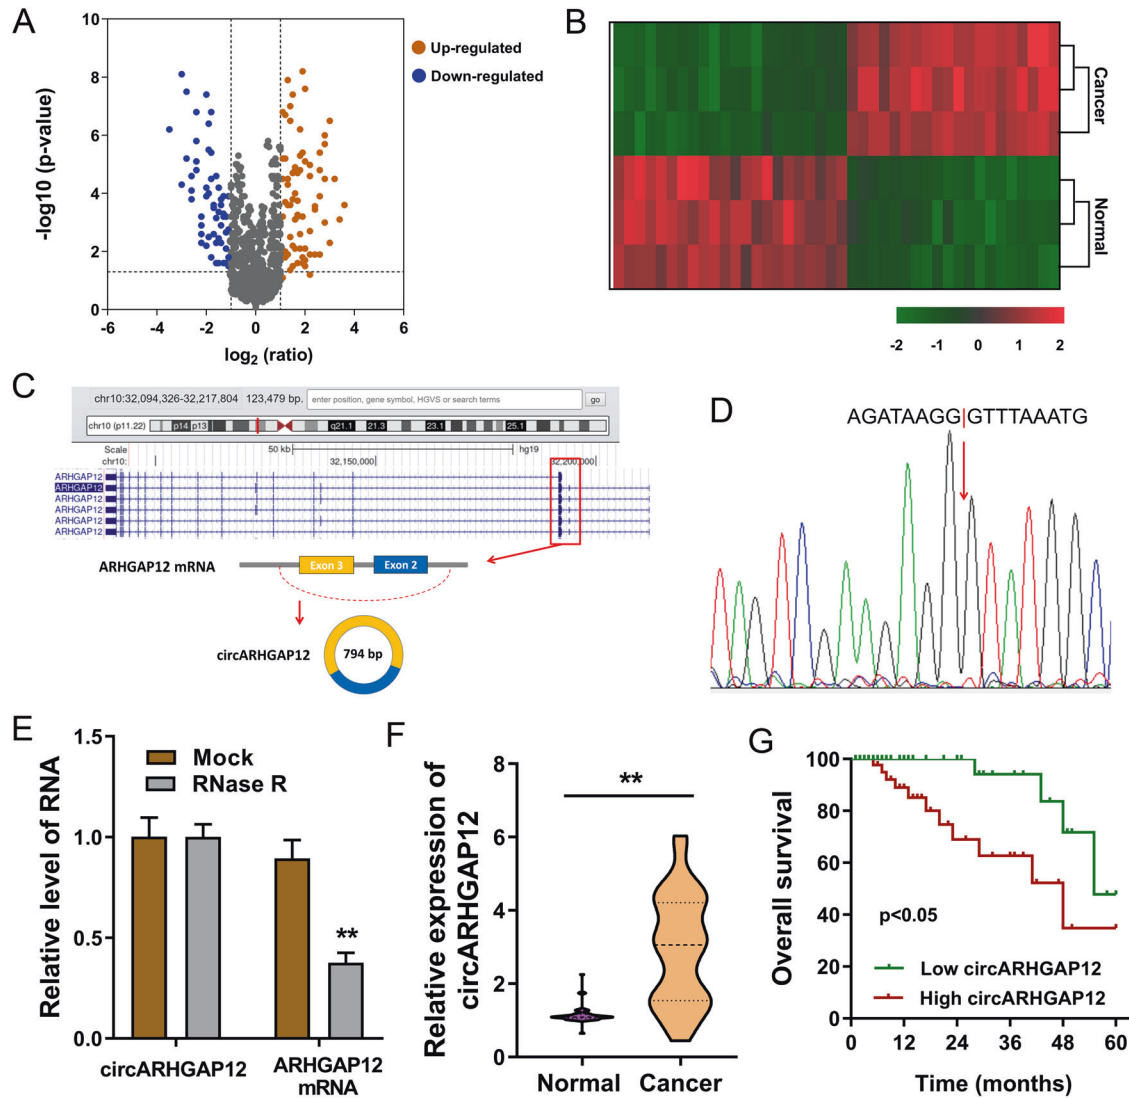 A
10
8
6
4
2
0
-log10 (p-value)
-6 -4 -2 0 2 4 6
log2 (ratio)
Up-regulated
Down-regulated
B
Cancer
Normal
-2 -1 0 1 2
C
chr10:32,094,326-32,217,804 123,479 bp.
enter position, gene symbol, HGVS or search terms
go
chr10 (p11.22) p14 p13 q21.1 21.3 23.1 25.1
Scale 50 kb hg19
chr10: 32,150,000 32,200,000
ARHGAP12
ARHGAP12
ARHGAP12
ARHGAP12
ARHGAP12
ARHGAP12
ARHGAP12 mRNA
Exon 3 Exon 2
circARHGAP12
794 bp
D
AGATAAGG GTTTAAATG
E
Relative level of RNA
1.5
1.0
0.5
0.0
Mock
RNase R
**
circARHGAP12
ARHGAP12
mRNA
F
Relative expression of
circARHGAP12
8
6
4
2
0
**
Normal Cancer
G
Overall survival
100
80
60
40
20
0
p<0.05
Low circARHGAP12
High circARHGAP12
0 12 24 36 48 60
Time (months)